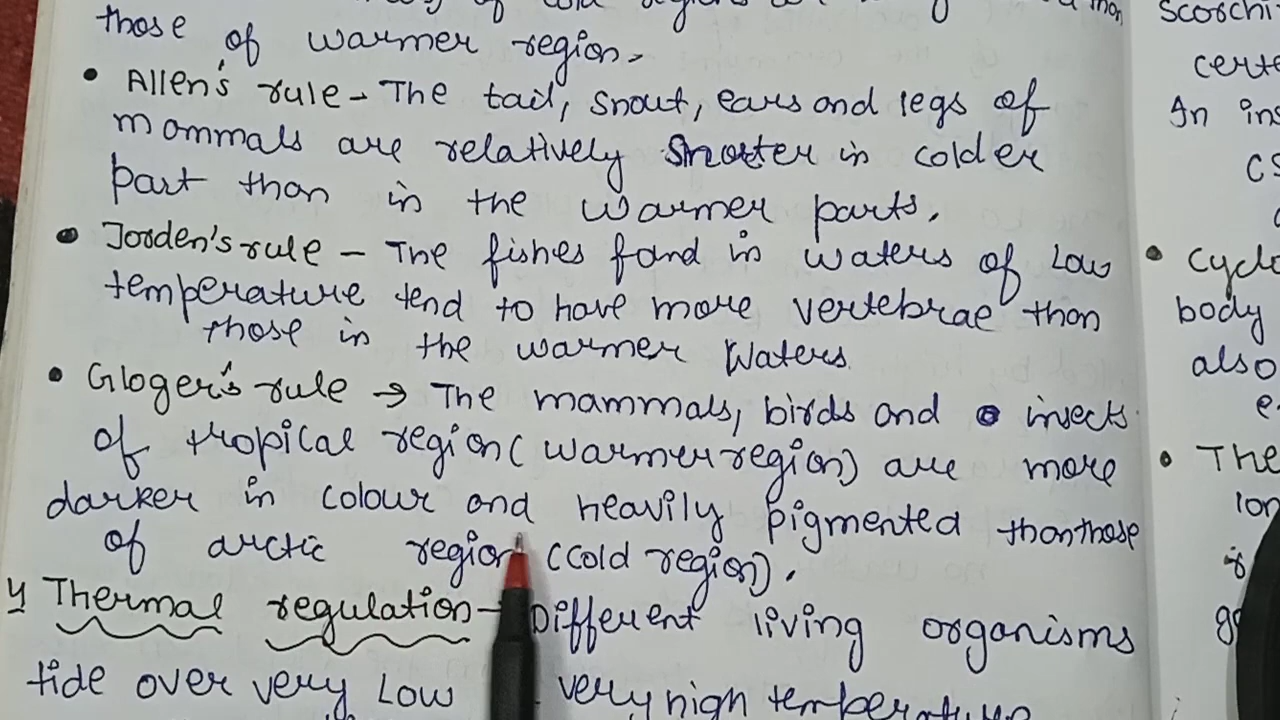 of cold
those of warmer region.
• Allen's rule - The tail, snout, ears and legs of
mammals are relatively shorter in colder
part than in the warmer parts.
• Jorden's rule - The fishes fond in waters of Low
temperature tend to have more vertebrae than
those in the warmer Waters.
• Gloger's rule → The mammals, birds and insects
of tropical region (warmer region) are more
darker in colour and heavily pigmented than those
of arctic region (Cold region).
4) Thermal regulation - Different living organisms
tide over very Low very high temperature
In
• The
body
also